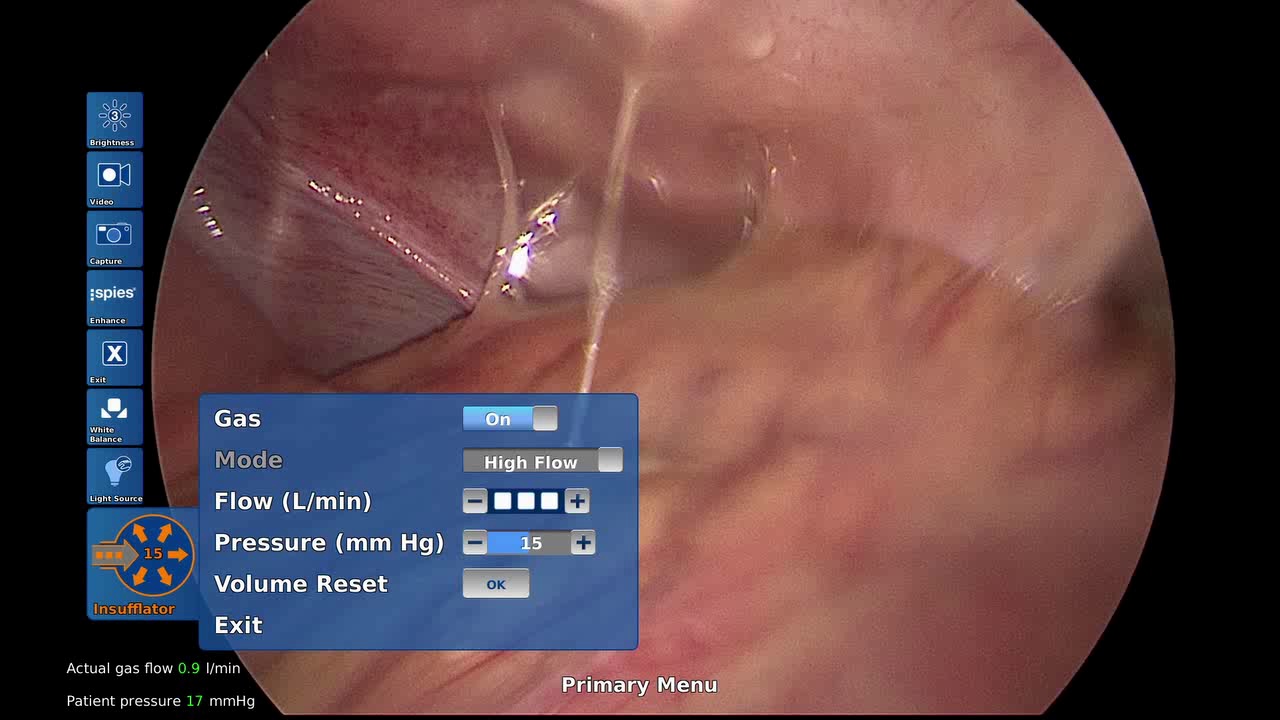 3
Brightness
Video
Capture
:spies
Enhance
X
Exit
White
Balance
Light Source
15
Insufflator
Gas On
Mode High Flow
Flow (L/min) − +
Pressure (mm Hg) − 15 +
Volume Reset OK
Exit
Actual gas flow 0.9 l/min
Patient pressure 17 mmHg
Primary Menu